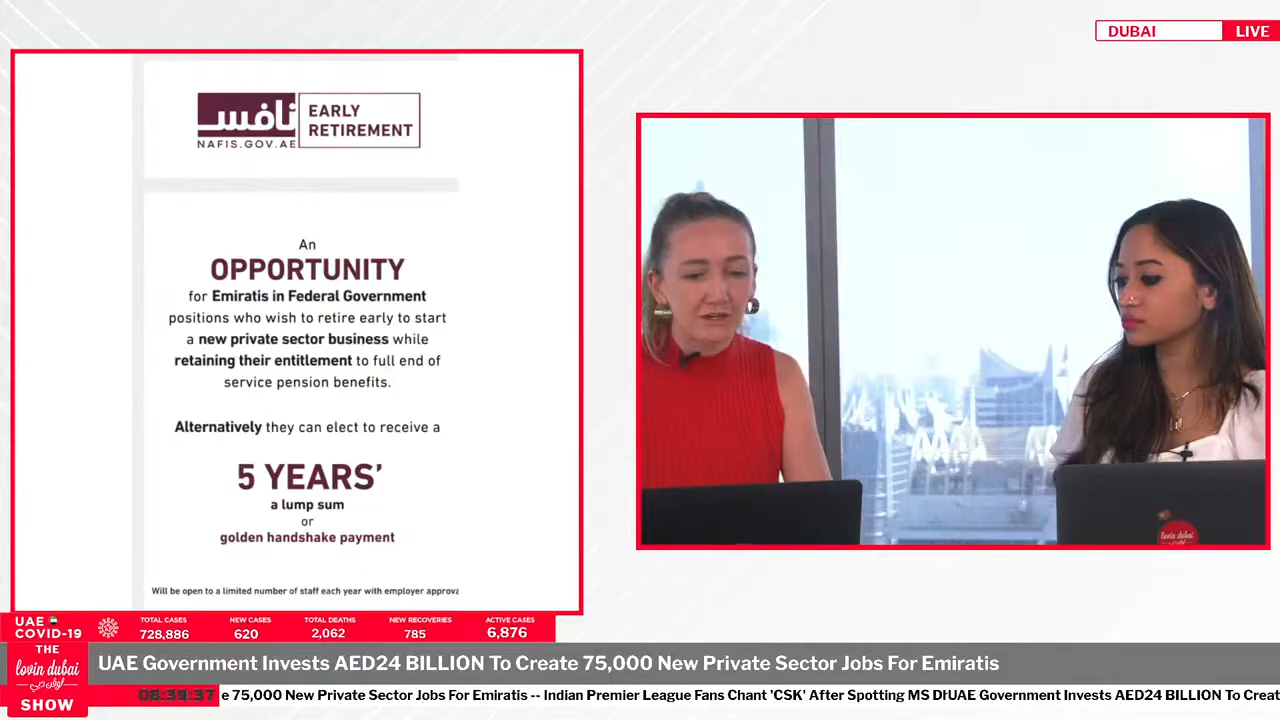 DUBAI LIVE
نافس
NAFIS.GOV.AE
EARLY
RETIREMENT
An
OPPORTUNITY
for Emiratis in Federal Government
positions who wish to retire early to start
a new private sector business while
retaining their entitlement to full end of
service pension benefits.
Alternatively they can elect to receive a
5 YEARS’
a lump sum
or
golden handshake payment
Will be open to a limited number of staff each year with employer approva
lovin dubai
UAE
COVID-19
TOTAL CASES
728,886
NEW CASES
620
TOTAL DEATHS
2,062
NEW RECOVERIES
785
ACTIVE CASES
6,876
THE
lovin dubai
SHOW
UAE Government Invests AED24 BILLION To Create 75,000 New Private Sector Jobs For Emiratis
08:39:37
e 75,000 New Private Sector Jobs For Emiratis -- Indian Premier League Fans Chant 'CSK' After Spotting MS UAE Government Invests AED24 BILLION To Creat